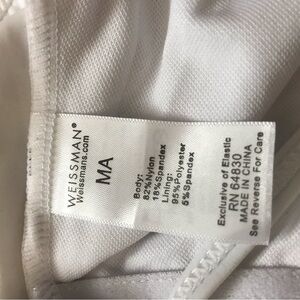 WEISSMAN®
Weissmans.com
MA
Body:
82%Nylon
18%Spandex
Lining:
95%Polyester
5%Spandex
Exclusive of Elastic
RN 64830
MADE IN CHINA
See Reverse For Care